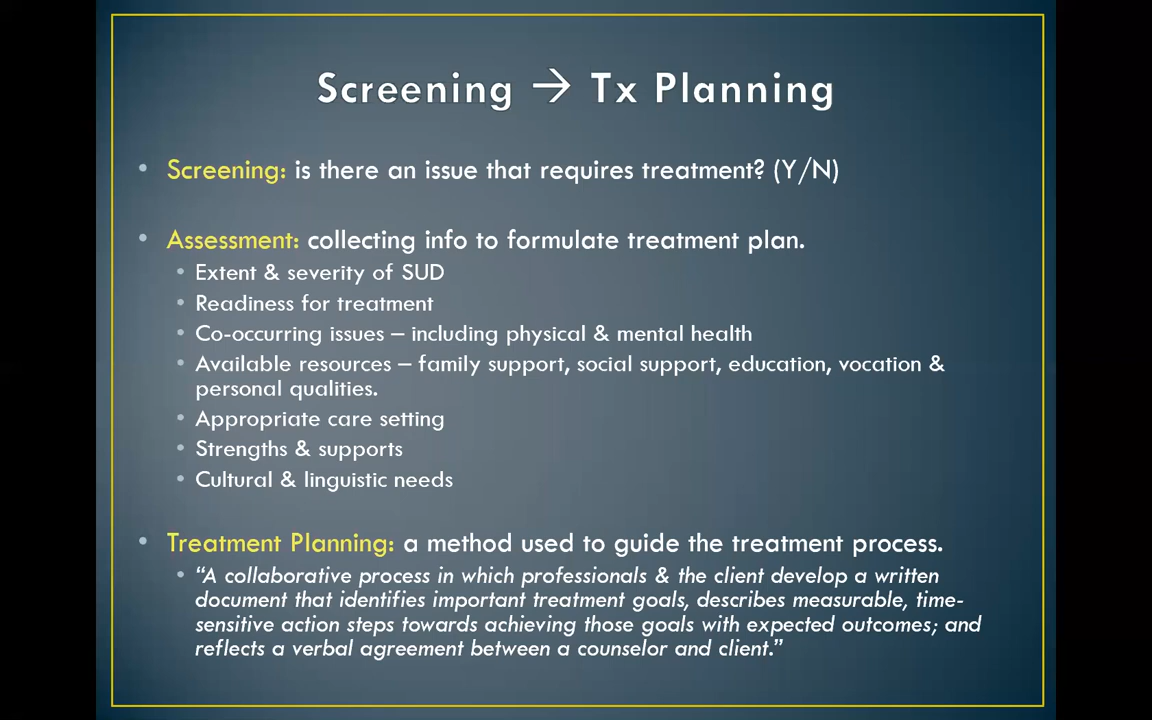 Screening → Tx Planning
• Screening: is there an issue that requires treatment? (Y/N)
• Assessment: collecting info to formulate treatment plan.
• Extent & severity of SUD
• Readiness for treatment
• Co-occurring issues – including physical & mental health
• Available resources – family support, social support, education, vocation &
personal qualities.
• Appropriate care setting
• Strengths & supports
• Cultural & linguistic needs
• Treatment Planning: a method used to guide the treatment process.
• “A collaborative process in which professionals & the client develop a written
document that identifies important treatment goals, describes measurable, time-
sensitive action steps towards achieving those goals with expected outcomes; and
reflects a verbal agreement between a counselor and client.”